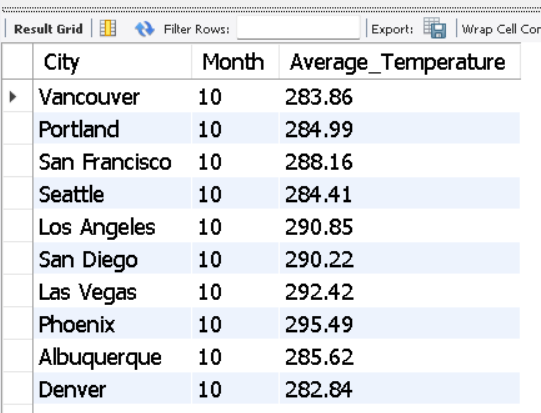 Result Grid Filter Rows: Export: Wrap Cell Cor
City Month Average_Temperature
Vancouver 10 283.86
Portland 10 284.99
San Francisco 10 288.16
Seattle 10 284.41
Los Angeles 10 290.85
San Diego 10 290.22
Las Vegas 10 292.42
Phoenix 10 295.49
Albuquerque 10 285.62
Denver 10 282.84